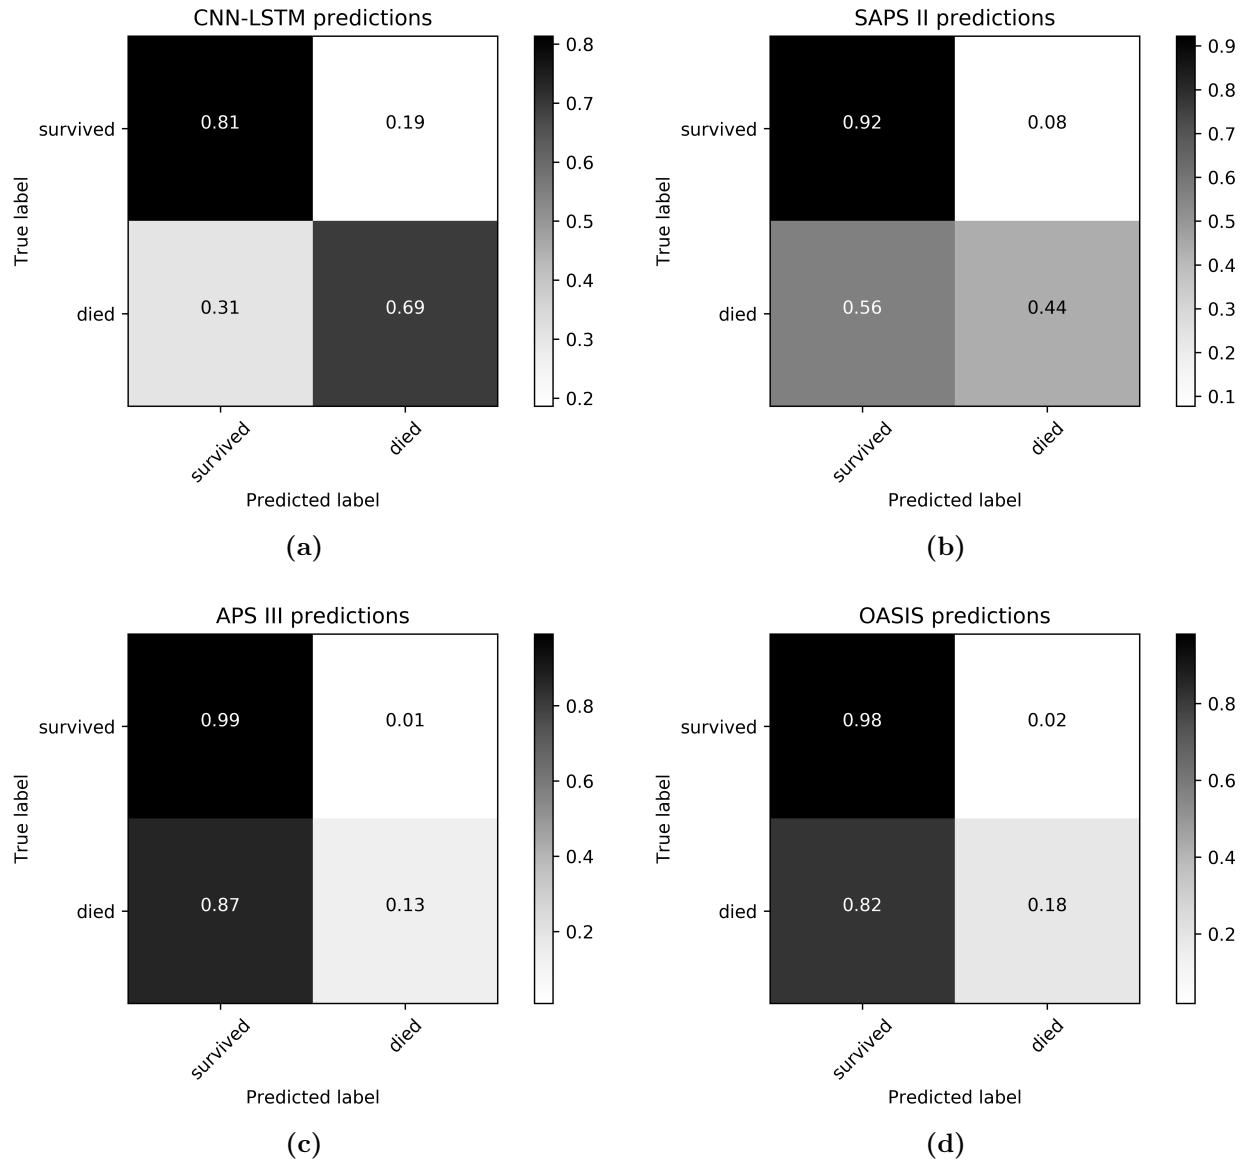 CNN-LSTM predictions
True label
survived
died
0.81
0.19
0.31
0.69
survived
died
Predicted label
0.8
0.7
0.6
0.5
0.4
0.3
0.2
(a)
SAPS II predictions
True label
survived
died
0.92
0.08
0.56
0.44
survived
died
Predicted label
0.9
0.8
0.7
0.6
0.5
0.4
0.3
0.2
0.1
(b)
APS III predictions
True label
survived
died
0.99
0.01
0.87
0.13
survived
died
Predicted label
0.8
0.6
0.4
0.2
(c)
OASIS predictions
True label
survived
died
0.98
0.02
0.82
0.18
survived
died
Predicted label
0.8
0.6
0.4
0.2
(d)